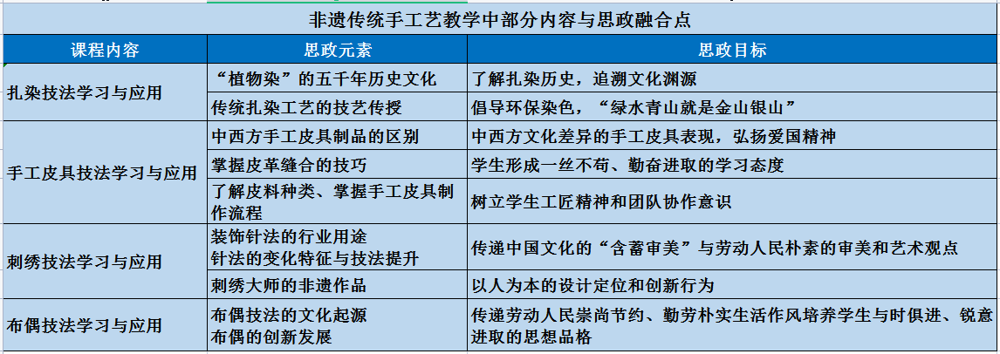 非遗传统手工艺教学中部分内容与思政融合点
课程内容
思政元素
思政目标
扎染技法学习与应用
“植物染”的五千年历史文化
了解扎染历史，追溯文化渊源
传统扎染工艺的技艺传授
倡导环保染色，“绿水青山就是金山银山”
手工皮具技法学习与应用
中西方手工皮具制品的区别
中西方文化差异的手工皮具表现，弘扬爱国精神
掌握皮革缝合的技巧
学生形成一丝不苟、勤奋进取的学习态度
了解皮料种类、掌握手工皮具制
作流程
树立学生工匠精神和团队协作意识
刺绣技法学习与应用
装饰针法的行业用途
针法的变化特征与技法提升
传递中国文化的“含蓄审美”与劳动人民朴素的审美和艺术观点
刺绣大师的非遗作品
以人为本的设计定位和创新行为
布偶技法学习与应用
布偶技法的文化起源
布偶的创新发展
传递劳动人民崇尚节约、勤劳朴实生活作风培养学生与时俱进、锐意
进取的思想品格